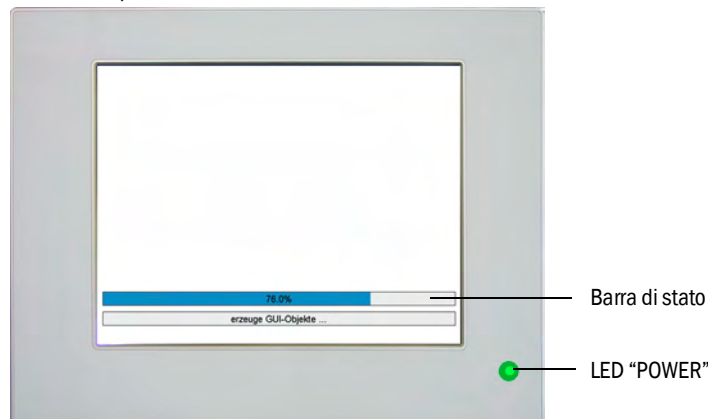 76.0%
Barra di stato
erzeuge GUI-Objekte ...
LED “POWER”